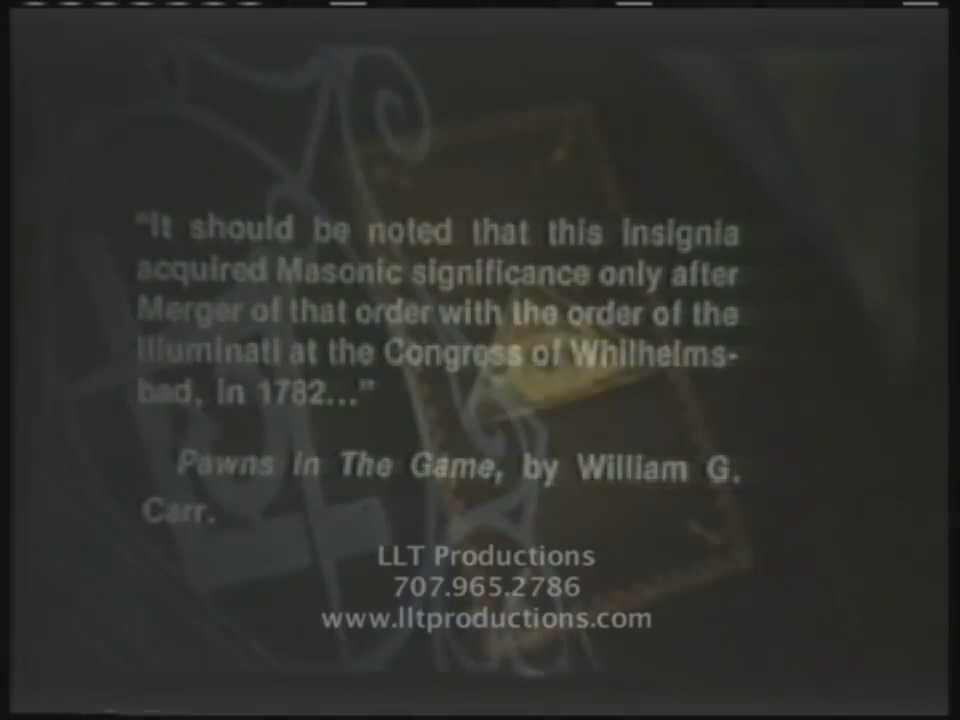 "It should be noted that this insignia
acquired Masonic significance only after
Merger of that order with the order of the
Illuminati at the Congress of Whilhelms-
bad, in 1782..."
Pawns In The Game, by William G.
Carr.
LLT Productions
707.965.2786
www.lltproductions.com